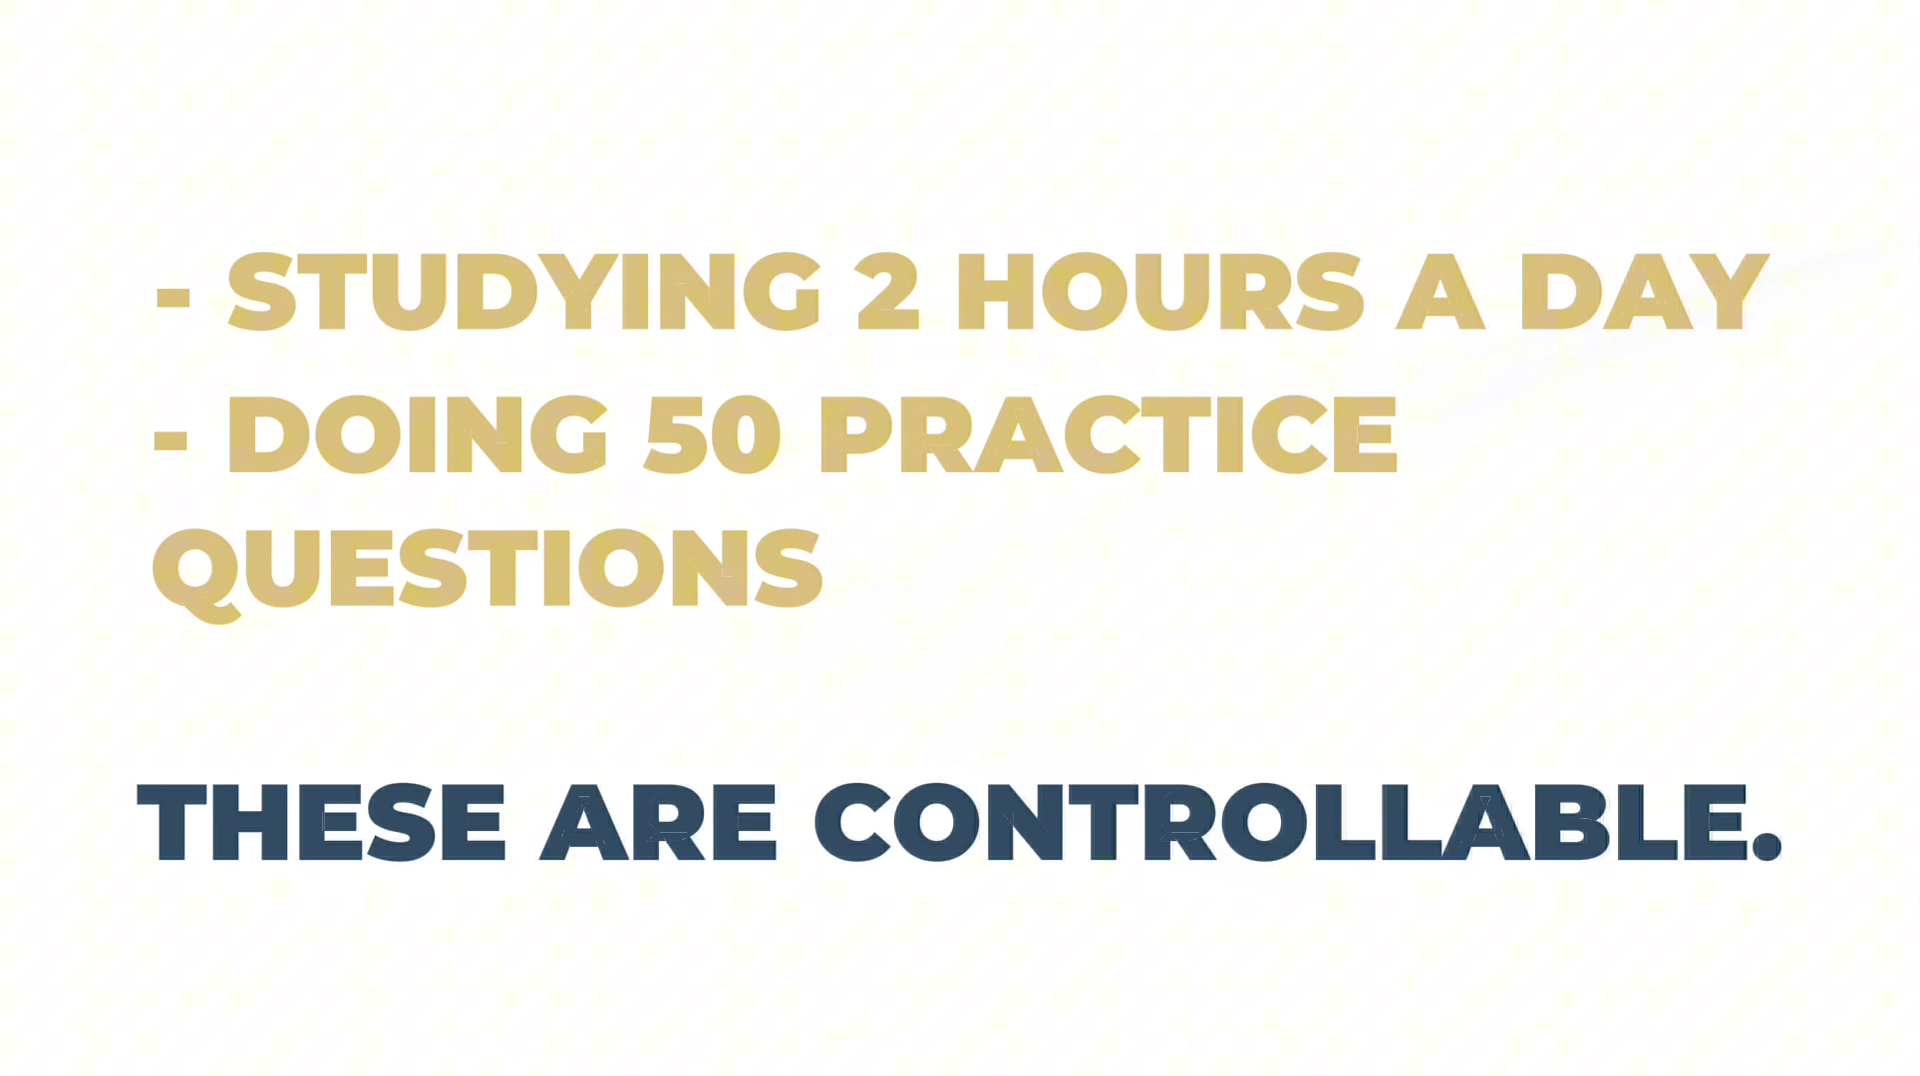 - STUDYING 2 HOURS A DAY
- DOING 50 PRACTICE
QUESTIONS
THESE ARE CONTROLLABLE.